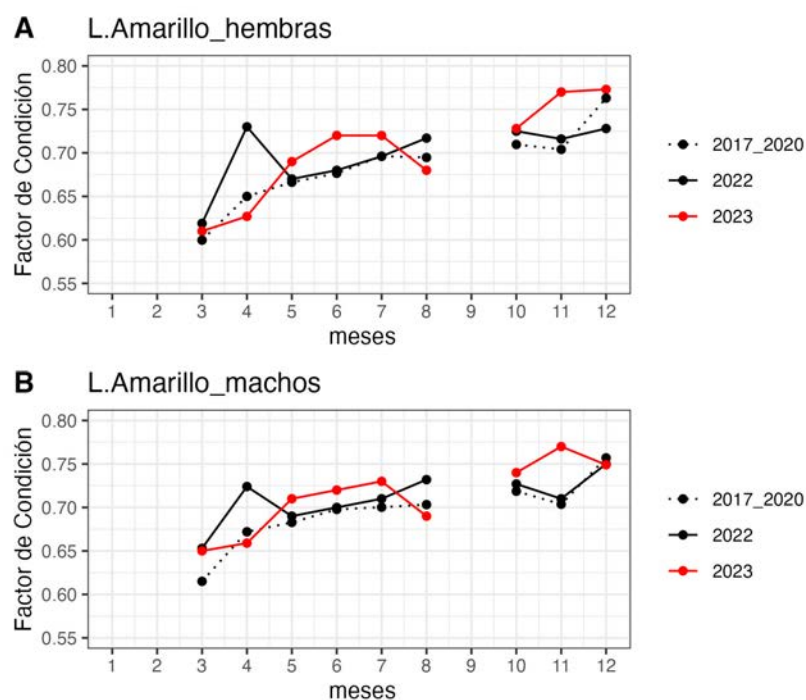 A L.Amarillo_hembras
0.80
0.75
0.70
0.65
0.60
0.55
Factor de Condición
1 2 3 4 5 6 7 8 9 10 11 12
meses
2017_2020
2022
2023
B L.Amarillo_machos
0.80
0.75
0.70
0.65
0.60
0.55
Factor de Condición
1 2 3 4 5 6 7 8 9 10 11 12
meses
2017_2020
2022
2023